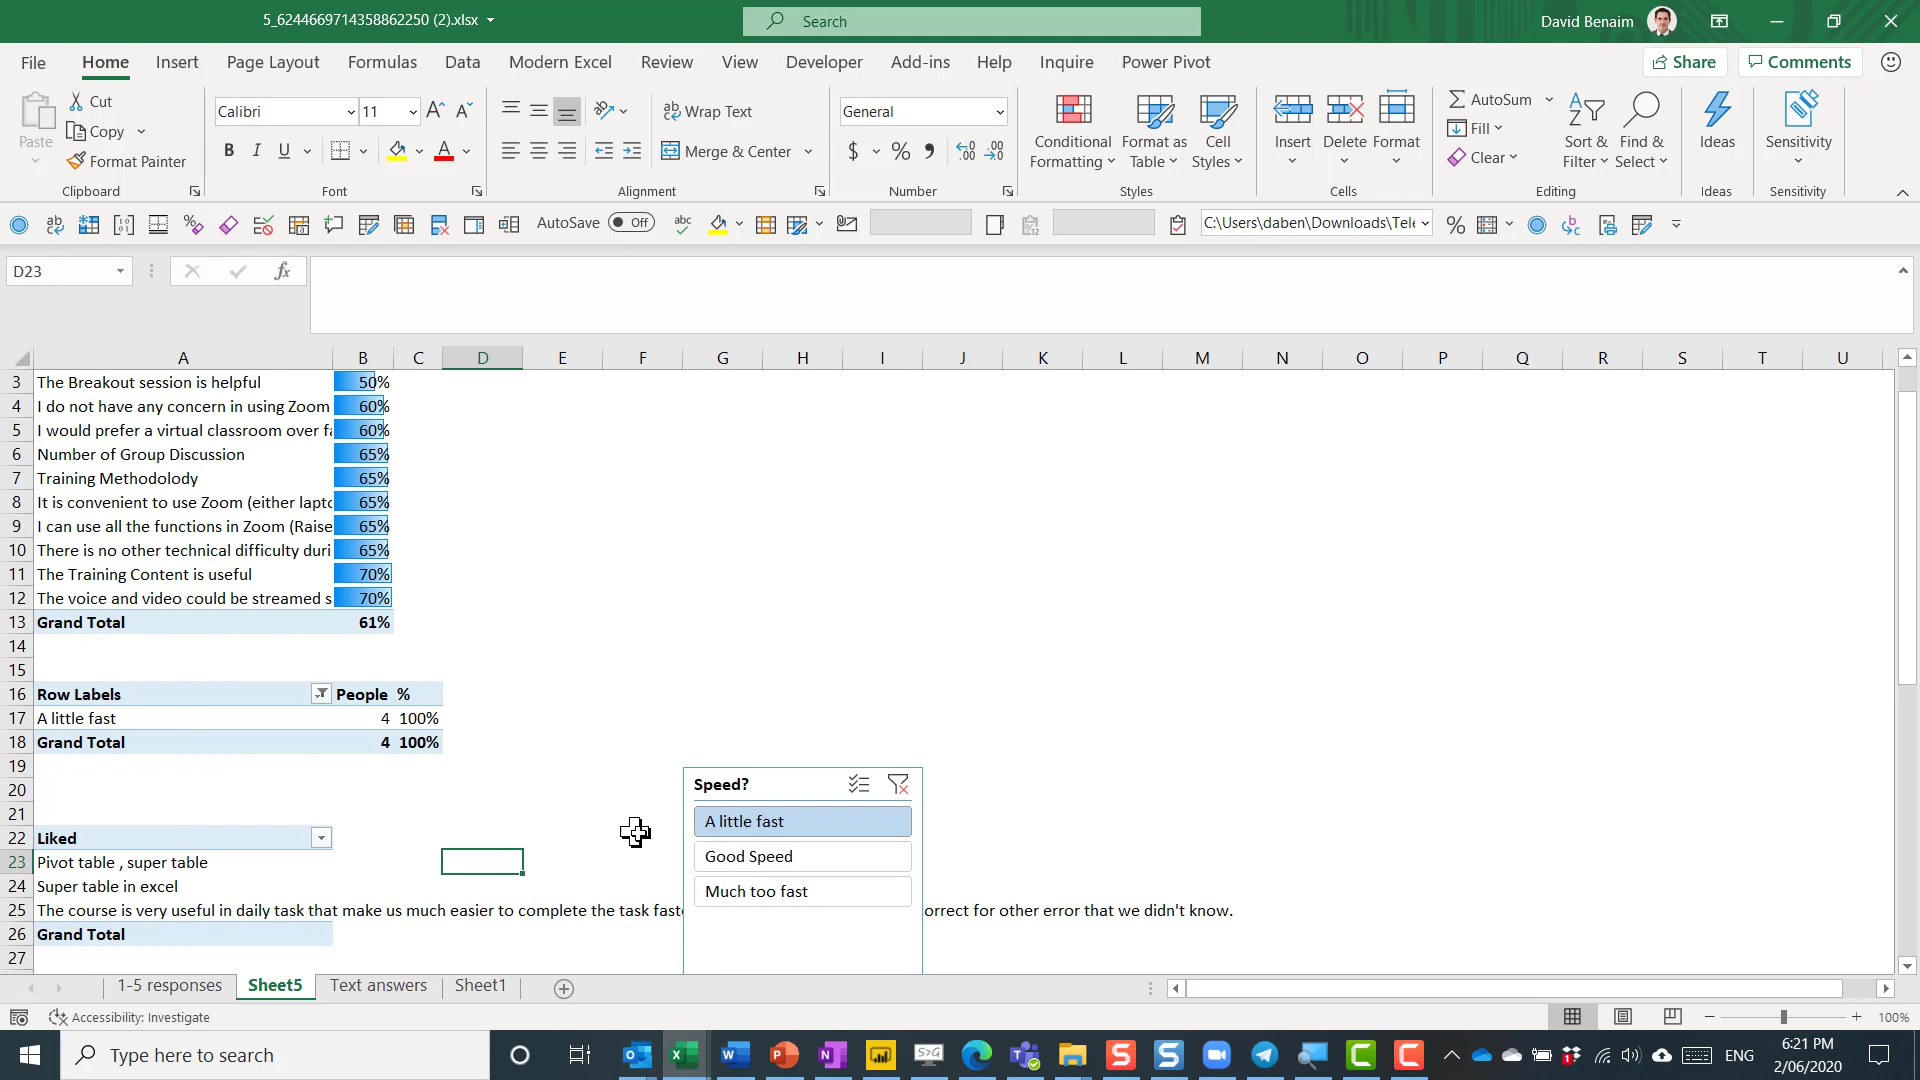 5_6244669714358862250 (2).xlsx
Search
David Benaim
File Home Insert Page Layout Formulas Data Modern Excel Review View Developer Add-ins Help Inquire Power Pivot
Share Comments
Paste
Cut
Copy
Format Painter
Clipboard
Calibri 11
B I U
Font
Wrap Text
Merge & Center
Alignment
General
$ %
Number
Conditional Formatting
Format as Table
Cell Styles
Styles
Insert Delete Format
Cells
AutoSum
Fill
Clear
Sort & Filter
Find & Select
Editing
Ideas
Ideas
Sensitivity
Sensitivity
AutoSave Off
C:\Users\daben\Downloads\Tele
D23
fx
A B C D E F G H I J K L M N O P Q R S T U
3 The Breakout session is helpful 50%
4 I do not have any concern in using Zoom 60%
5 I would prefer a virtual classroom over fa 60%
6 Number of Group Discussion 65%
7 Training Methodolody 65%
8 It is convenient to use Zoom (either lapto 65%
9 I can use all the functions in Zoom (Raise 65%
10 There is no other technical difficulty duri 65%
11 The Training Content is useful 70%
12 The voice and video could be streamed s 70%
13 Grand Total 61%
14
15
16 Row Labels People %
17 A little fast 4 100%
18 Grand Total 4 100%
19
20
21
22 Liked
23 Pivot table , super table
24 Super table in excel
25 The course is very useful in daily task that make us much easier to complete the task faste orrect for other error that we didn't know.
26 Grand Total
27
Speed?
A little fast
Good Speed
Much too fast
1-5 responses Sheet5 Text answers Sheet1
Accessibility: Investigate
100%
Type here to search
ENG
6:21 PM
2/06/2020